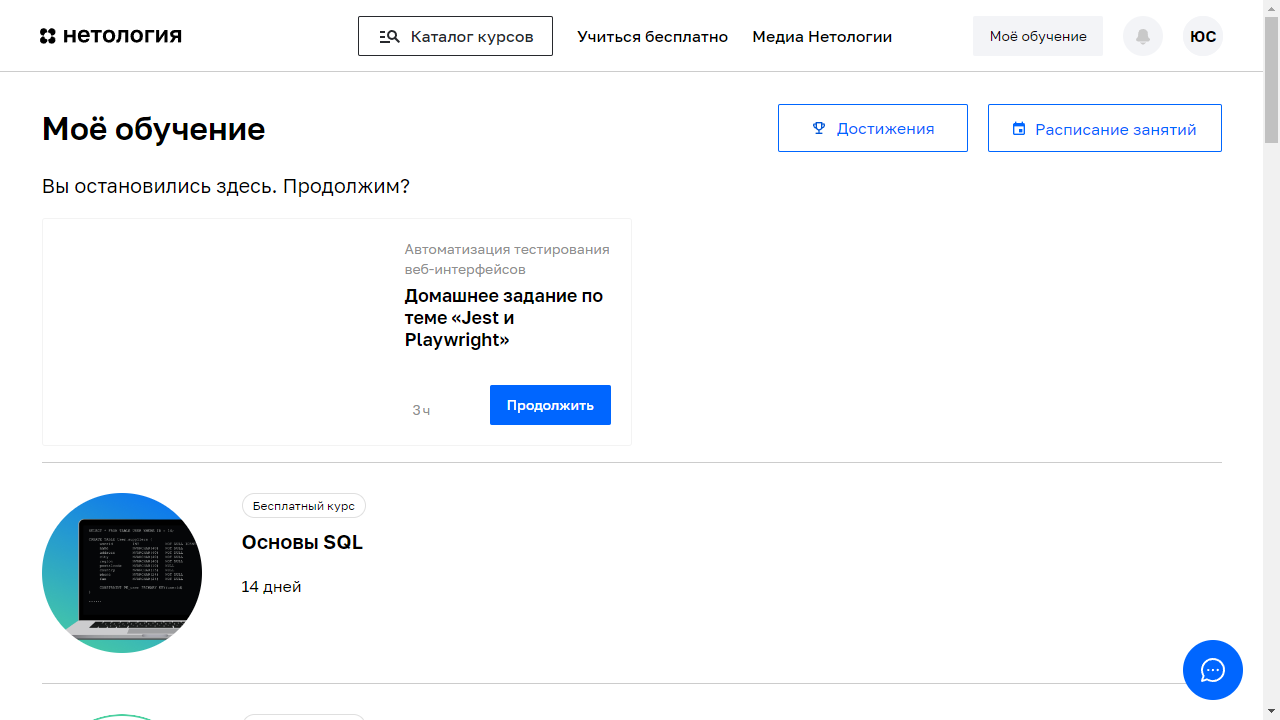 нетология
Каталог курсов
Учиться бесплатно
Медиа Нетологии
Моё обучение
ЮС
Моё обучение
Достижения
Расписание занятий
Вы остановились здесь. Продолжим?
Автоматизация тестирования
веб-интерфейсов
Домашнее задание по
теме «Jest и
Playwright»
3 ч
Продолжить
Бесплатный курс
Основы SQL
14 дней